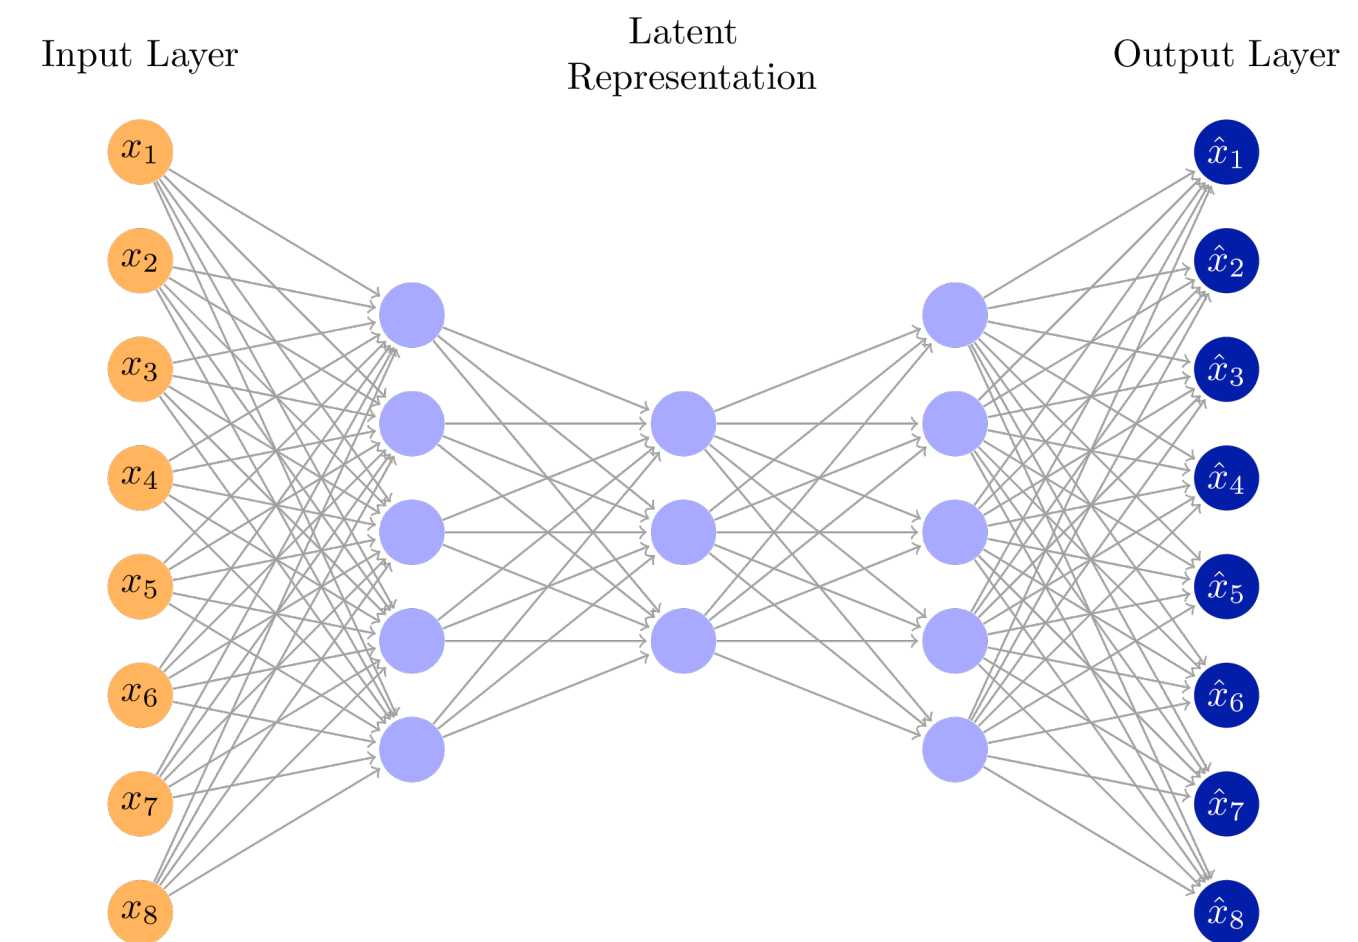 Input Layer
Latent
Representation
Output Layer
x₁
x₂
x₃
x₄
x₅
x₆
x₇
x₈
x̂₁
x̂₂
x̂₃
x̂₄
x̂₅
x̂₆
x̂₇
x̂₈